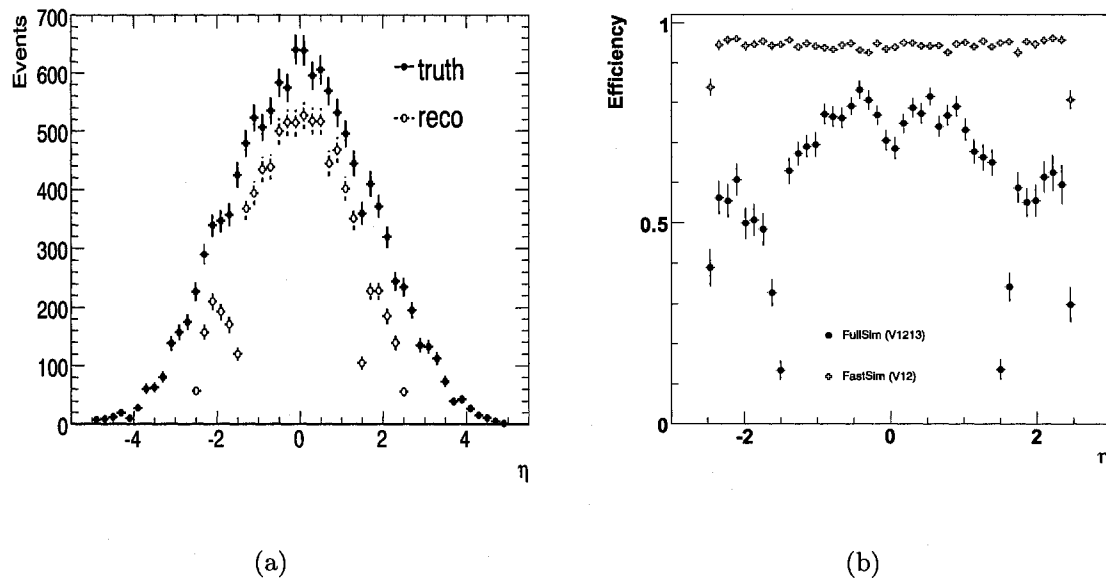 Events
700
600
500
400
300
200
100
0
-4 -2 0 2 4
η
truth
reco
(a)
Efficiency
1
0.5
0
-2 0 2
FullSim (V1213)
FastSim (V12)
(b)